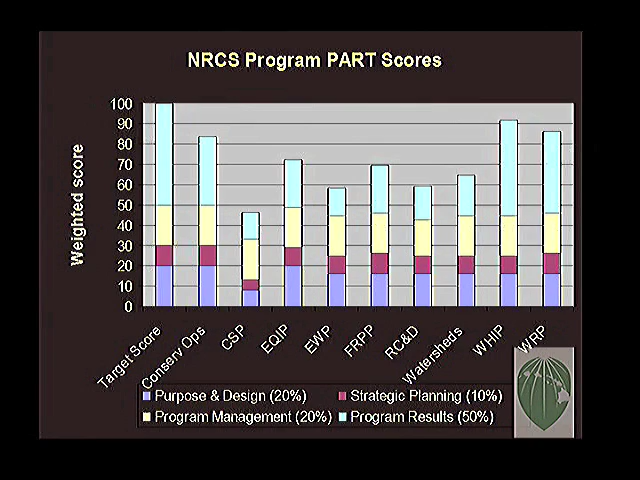 NRCS Program PART Scores
Weighted score
100
90
80
70
60
50
40
30
20
10
0
Target Score
Conserv Ops
CSP
EQIP
EWP
FRPP
RC&D
Watersheds
WHIP
WRP
Purpose & Design (20%)
Strategic Planning (10%)
Program Management (20%)
Program Results (50%)